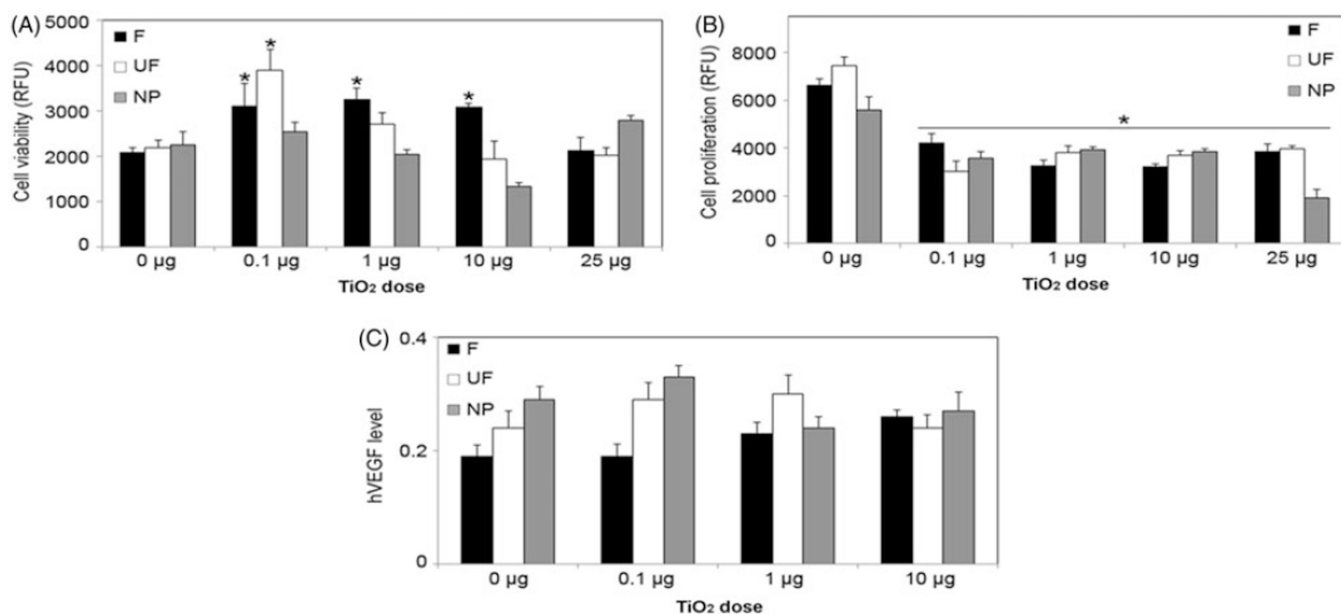 (A)
5000
4000
3000
2000
1000
0
Cell viability (RFU)
F
UF
NP
*
*
*
*
0 µg
0.1 µg
1 µg
10 µg
25 µg
TiO₂ dose
(B)
8000
6000
4000
2000
0
Cell proliferation (RFU)
F
UF
NP
*
0 µg
0.1 µg
1 µg
10 µg
25 µg
TiO₂ dose
(C)
0.4
0.2
0
hVEGF level
F
UF
NP
0 µg
0.1 µg
1 µg
10 µg
TiO₂ dose